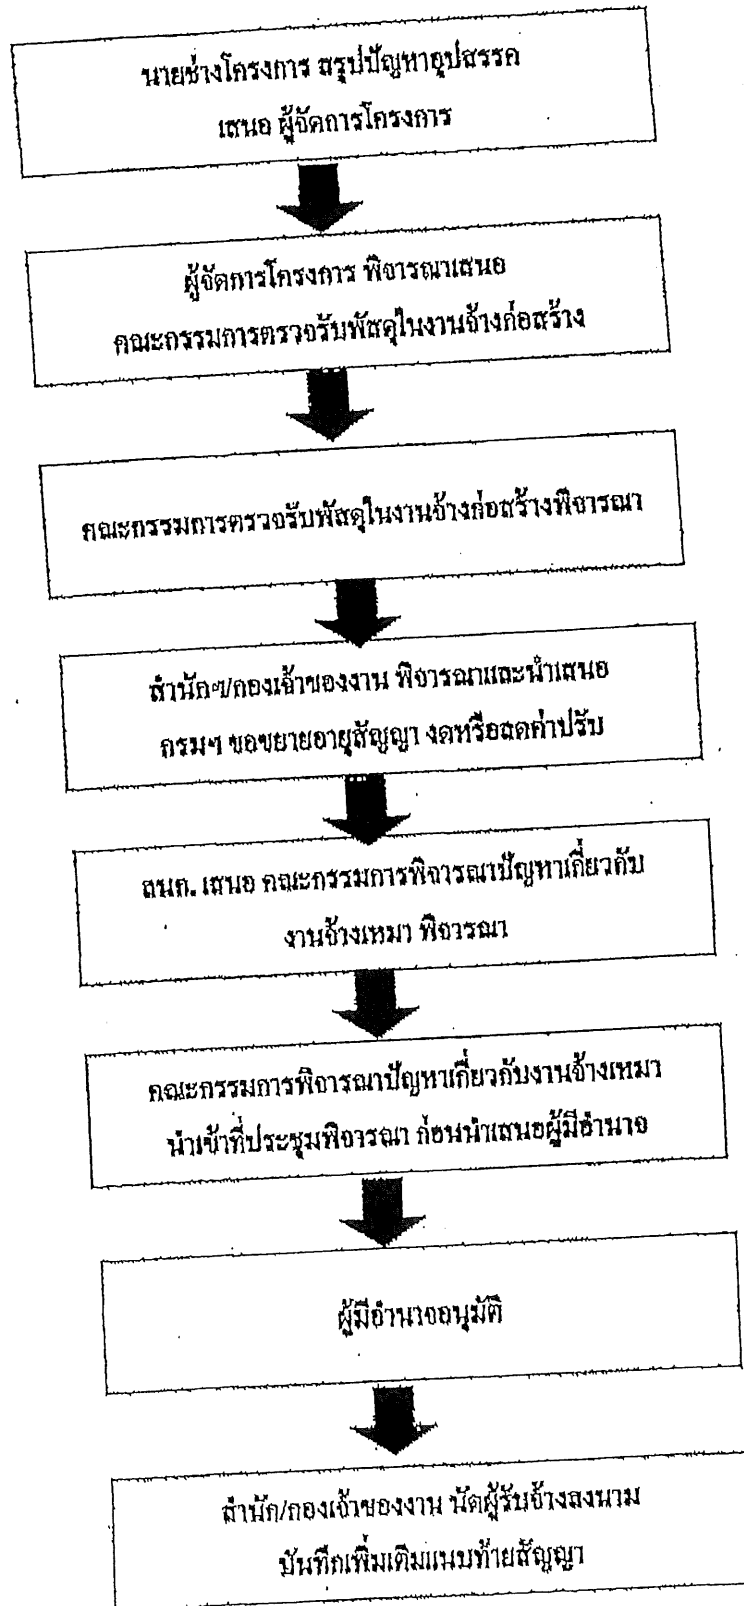 นายช่างโครงการ สรุปปัญหาอุปสรรค
เสนอ ผู้จัดการโครงการ
ผู้จัดการโครงการ พิจารณาเสนอ
คณะกรรมการตรวจรับพัสดุในงานจ้างก่อสร้าง
คณะกรรมการตรวจรับพัสดุในงานจ้างก่อสร้างพิจารณา
สำนักฯ/กองเจ้าของงาน พิจารณาและนำเสนอ
กรมฯ ขอขยายอายุสัญญา งดหรือลดค่าปรับ
สนก. เสนอ คณะกรรมการพิจารณาปัญหาเกี่ยวกับ
งานจ้างเหมา พิจารณา
คณะกรรมการพิจารณาปัญหาเกี่ยวกับงานจ้างเหมา
นำเข้าที่ประชุมพิจารณา ก่อนนำเสนอผู้มีอำนาจ
ผู้มีอำนาจอนุมัติ
สำนัก/กองเจ้าของงาน นัดผู้รับจ้างลงนาม
บันทึกเพิ่มเติมแนบท้ายสัญญา